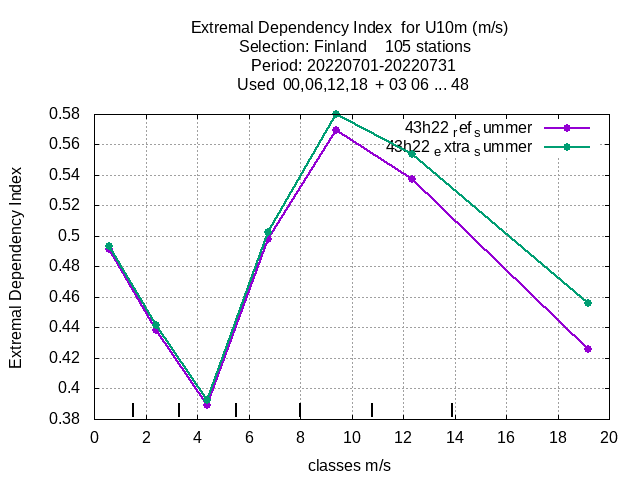 Extremal Dependency Index for U10m (m/s)
Selection: Finland 105 stations
Period: 20220701-20220731
Used 00,06,12,18 + 03 06 ... 48
43h22 ref summer
43h22 extra summer
Extremal Dependency Index
0.58
0.56
0.54
0.52
0.5
0.48
0.46
0.44
0.42
0.4
0.38
0 2 4 6 8 10 12 14 16 18 20
classes m/s